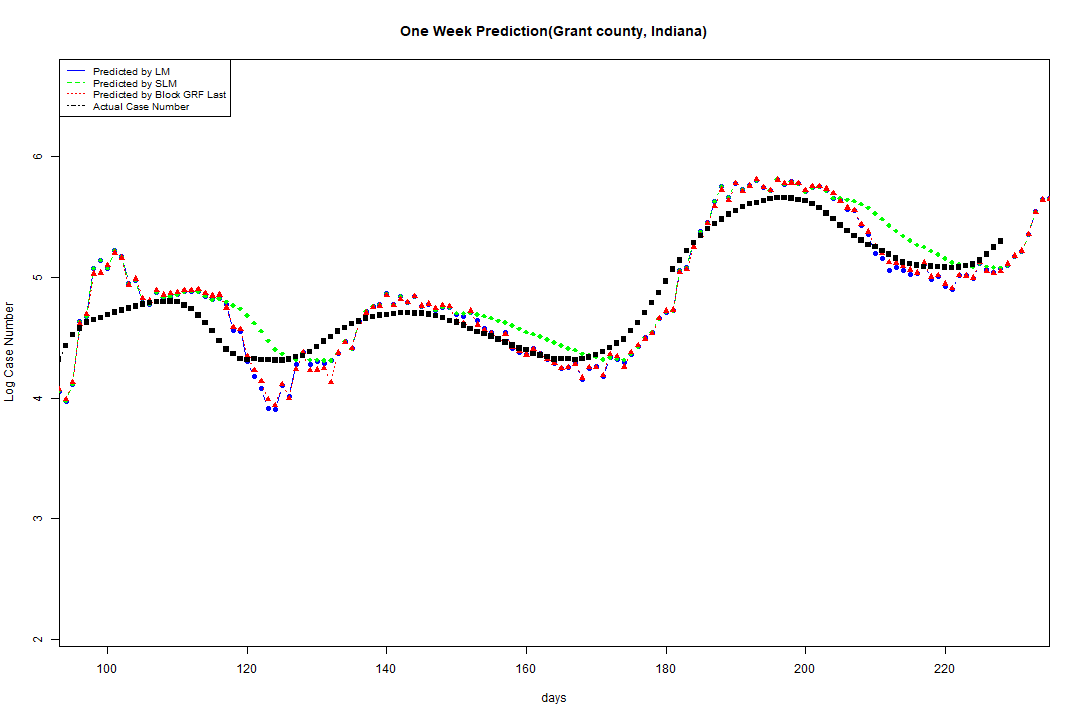 One Week Prediction(Grant county, Indiana)
Predicted by LM
Predicted by SLM
Predicted by Block GRF Last
Actual Case Number
6
5
4
3
2
Log Case Number
100 120 140 160 180 200 220
days